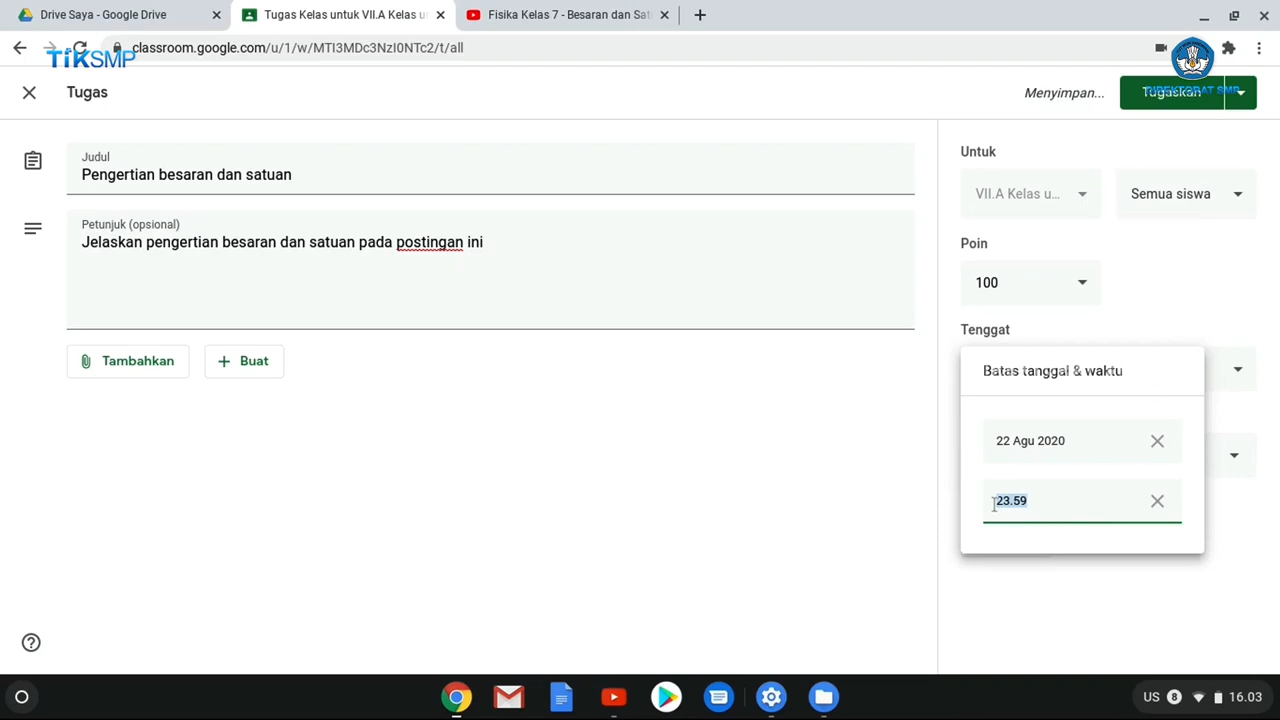 Drive Saya - Google Drive
Tugas Kelas untuk VII.A Kelas u
Fisika Kelas 7 - Besaran dan Sat
classroom.google.com/u/1/w/MTI3MDc3NzI0NTc2/t/all
TIKSMP
Tugas
Menyimpan...
Tugaskan
DIREKTORAT SMP
Judul
Pengertian besaran dan satuan
Petunjuk (opsional)
Jelaskan pengertian besaran dan satuan pada postingan ini
Tambahkan
Buat
Untuk
VII.A Kelas u...
Semua siswa
Poin
100
Tenggat
Batas tanggal & waktu
22 Agu 2020
23.59
US
8
16.03